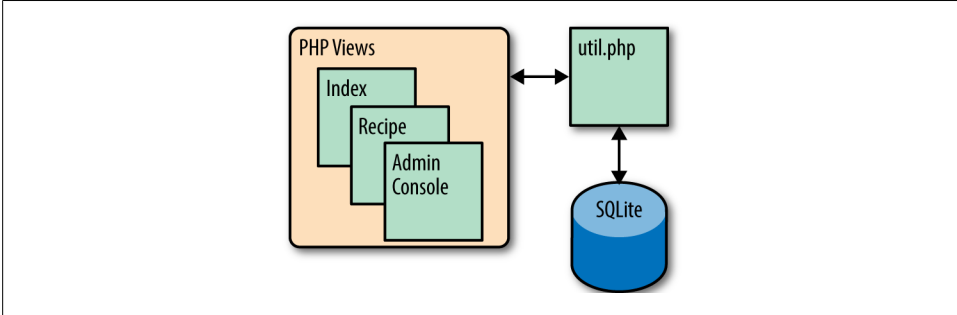 PHP Views
Index
Recipe
Admin
Console
util.php
SQLite